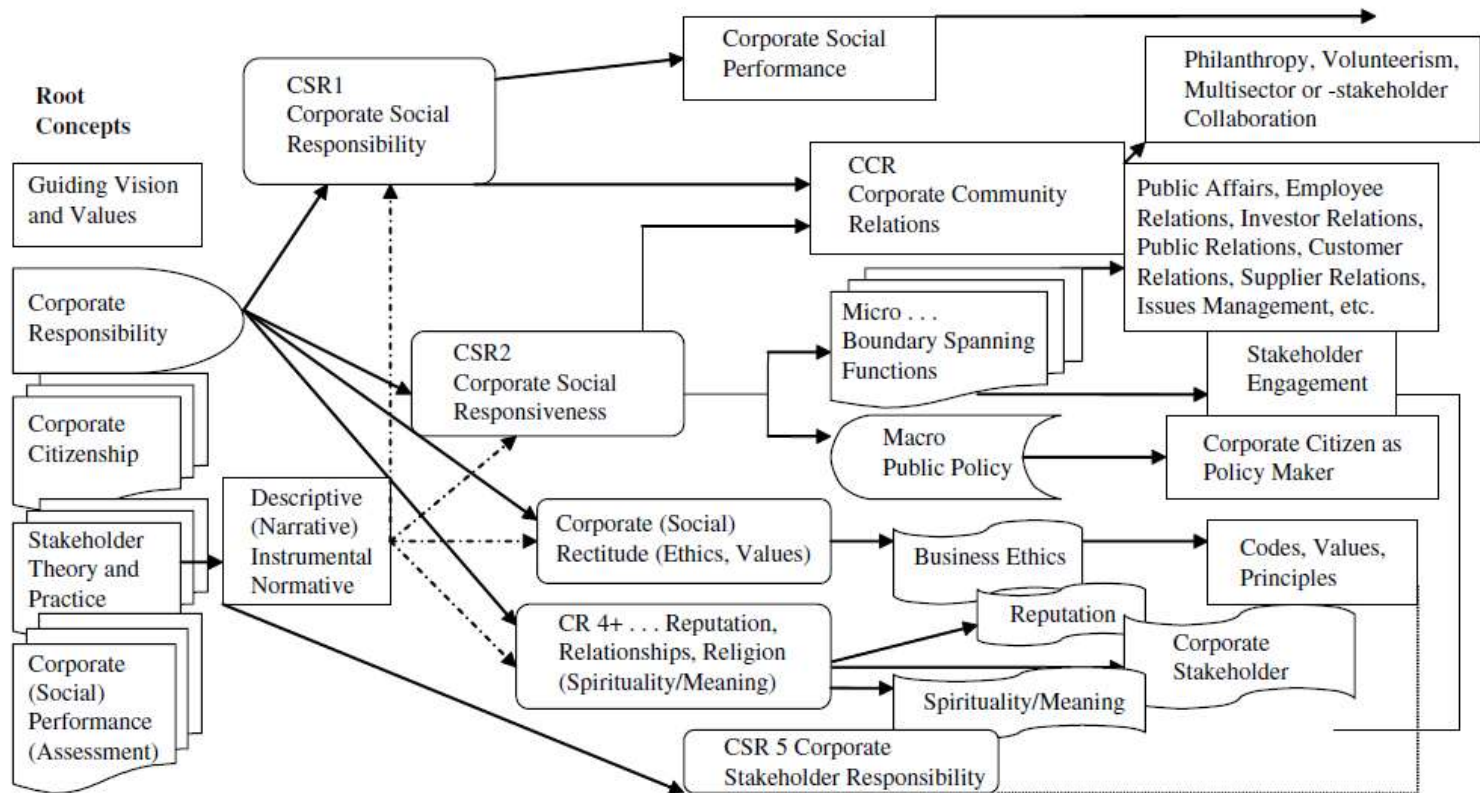 Root
Concepts
Guiding Vision
and Values
Corporate
Responsibility
Corporate
Citizenship
Stakeholder
Theory and
Practice
Corporate
(Social)
Performance
(Assessment)
Descriptive
(Narrative)
Instrumental
Normative
CSR1
Corporate Social
Responsibility
CSR2
Corporate Social
Responsiveness
Corporate (Social)
Rectitude (Ethics, Values)
CR 4+ . . . Reputation,
Relationships, Religion
(Spirituality/Meaning)
CSR 5 Corporate
Stakeholder Responsibility
Corporate Social
Performance
CCR
Corporate Community
Relations
Micro . . .
Boundary Spanning
Functions
Macro
Public Policy
Business Ethics
Reputation
Spirituality/Meaning
Philanthropy, Volunteerism,
Multisector or -stakeholder
Collaboration
Public Affairs, Employee
Relations, Investor Relations,
Public Relations, Customer
Relations, Supplier Relations,
Issues Management, etc.
Stakeholder
Engagement
Corporate Citizen as
Policy Maker
Codes, Values,
Principles
Corporate
Stakeholder